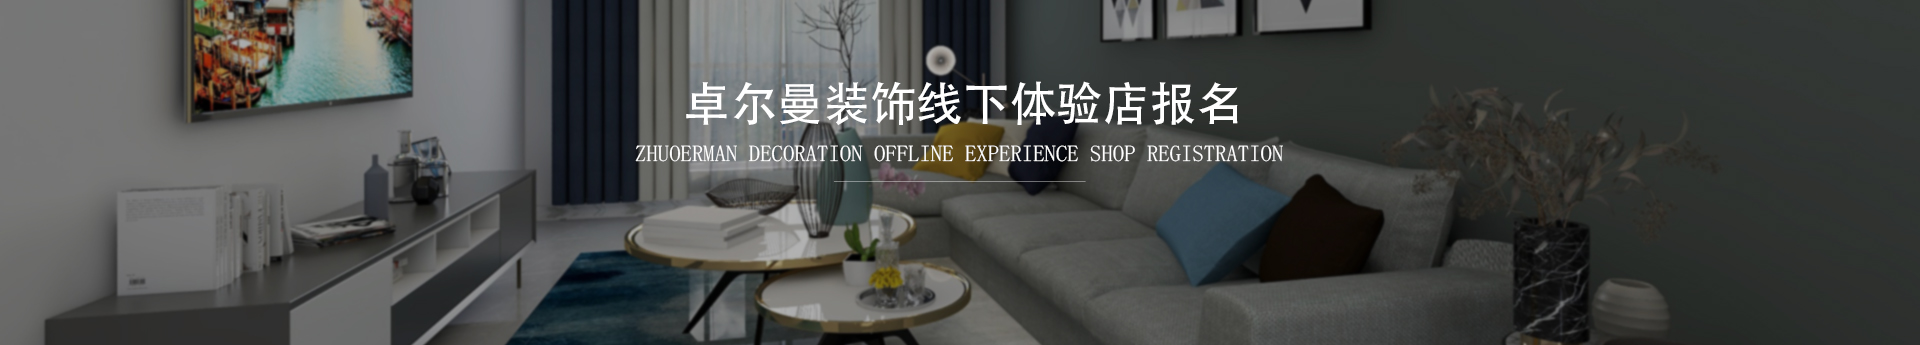 卓尔曼装饰线下体验店报名
ZHUOERMAN DECORATION OFFLINE EXPERIENCE SHOP REGISTRATION